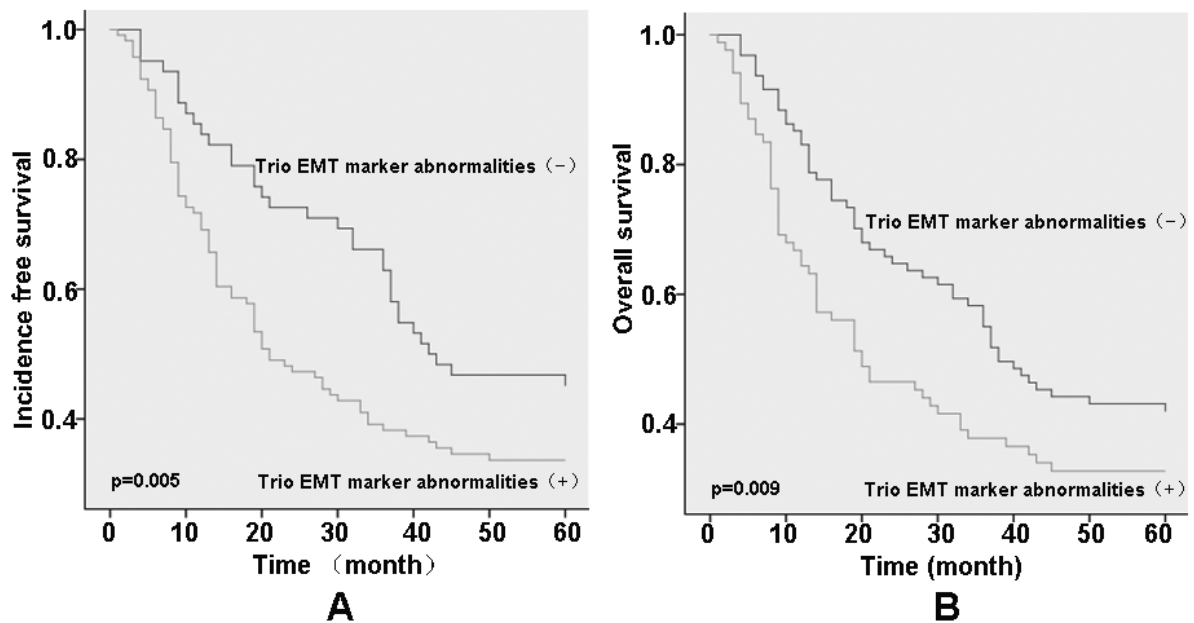 Incidence free survival
1.0
0.8
0.6
0.4
Trio EMT marker abnormalities（−）
p=0.005
Trio EMT marker abnormalities（+）
0 10 20 30 40 50 60
Time （month）
A
Overall survival
1.0
0.8
0.6
0.4
Trio EMT marker abnormalities（−）
p=0.009
Trio EMT marker abnormalities（+）
0 10 20 30 40 50 60
Time (month)
B